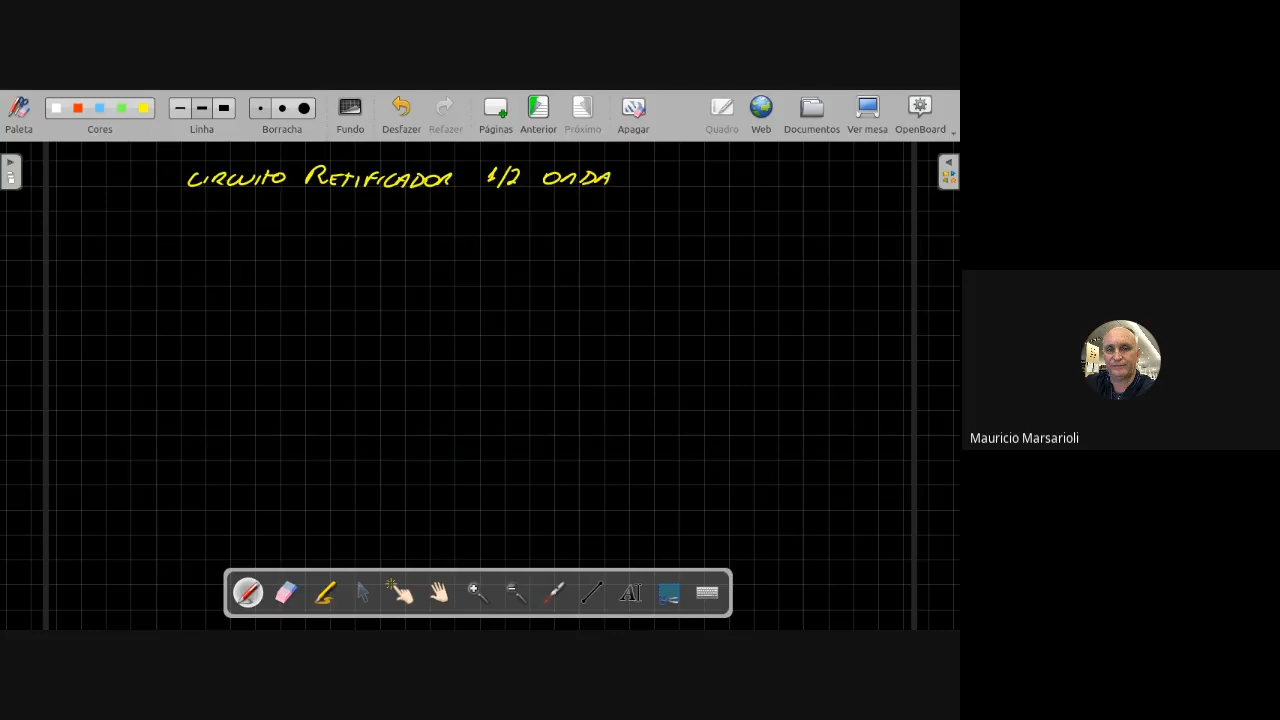 Paleta Cores Linha Borracha Fundo Desfazer Refazer Páginas Anterior Próximo Apagar Quadro Web Documentos Ver mesa OpenBoard
CIRCUITO RETIFICADOR 1/2 ONDA
Mauricio Marsarioli
AI